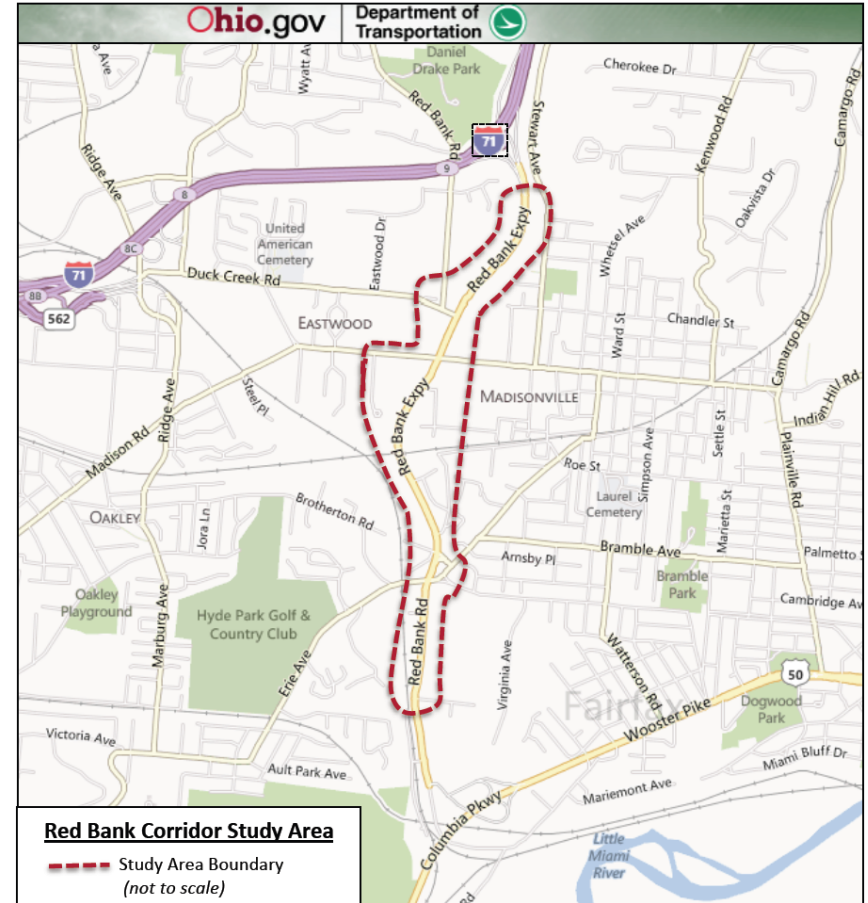 Ohio.gov
Department of
Transportation
Daniel
Drake Park
Cherokee Dr
Wyatt Av
a Ave
Red Bank Rd
Stewart Ave
Kenwood Rd
Camargo Rd
71
9
Ridge Ave
8
Oakvista Dr
United
American
Cemetery
Eastwood Dr
Red Bank Expy
Whetsel Ave
8C
71
8B
562
Duck Creek Rd
EASTWOOD
Ward St
Chandler St
Camargo Rd
Steel Pl
Ridge Ave
Red Bank Expy
MADISONVILLE
Indian Hill Rd
Madison Rd
Settle St
Simpson Ave
Plainville Rd
Roe St
Laurel
Cemetery
Marietta St
OAKLEY
Jora Ln
Brotherton Rd
Arnsby Pl
Bramble Ave
Palmetto S
Bramble
Park
Oakley
Playground
Marburg Ave
Hyde Park Golf &
Country Club
Cambridge Av
Red Bank Rd
Erie Ave
Virginia Ave
Watterson Rd
50
Fairfax
Wooster Pike
Dogwood
Park
Victoria Ave
Ault Park Ave
Miami Bluff Dr
Mariemont Ave
Columbia Pkwy
Little
Miami
River
Rd
Red Bank Corridor Study Area
Study Area Boundary
(not to scale)